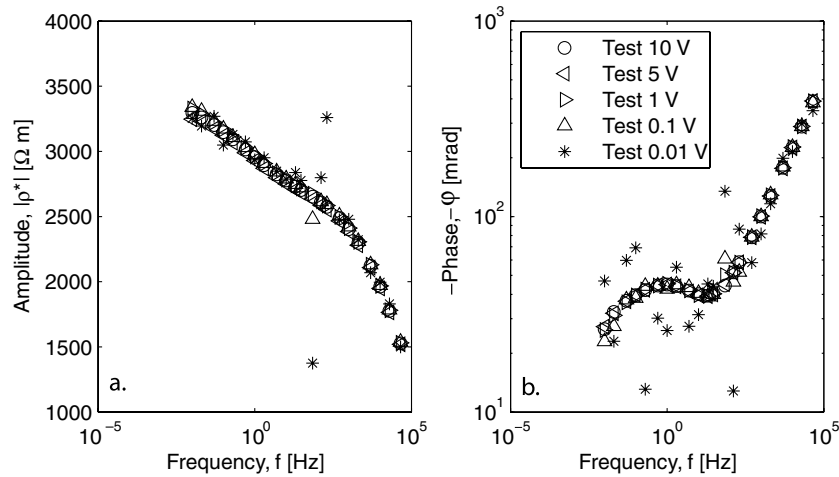 4000
3500
3000
2500
2000
1500
1000
Amplitude, |ρ*| [Ω m]
a.
10^-5
10^0
10^5
Frequency, f [Hz]
10^3
10^2
10^1
-Phase,-φ [mrad]
Test 10 V
Test 5 V
Test 1 V
Test 0.1 V
Test 0.01 V
b.
10^-5
10^0
10^5
Frequency, f [Hz]